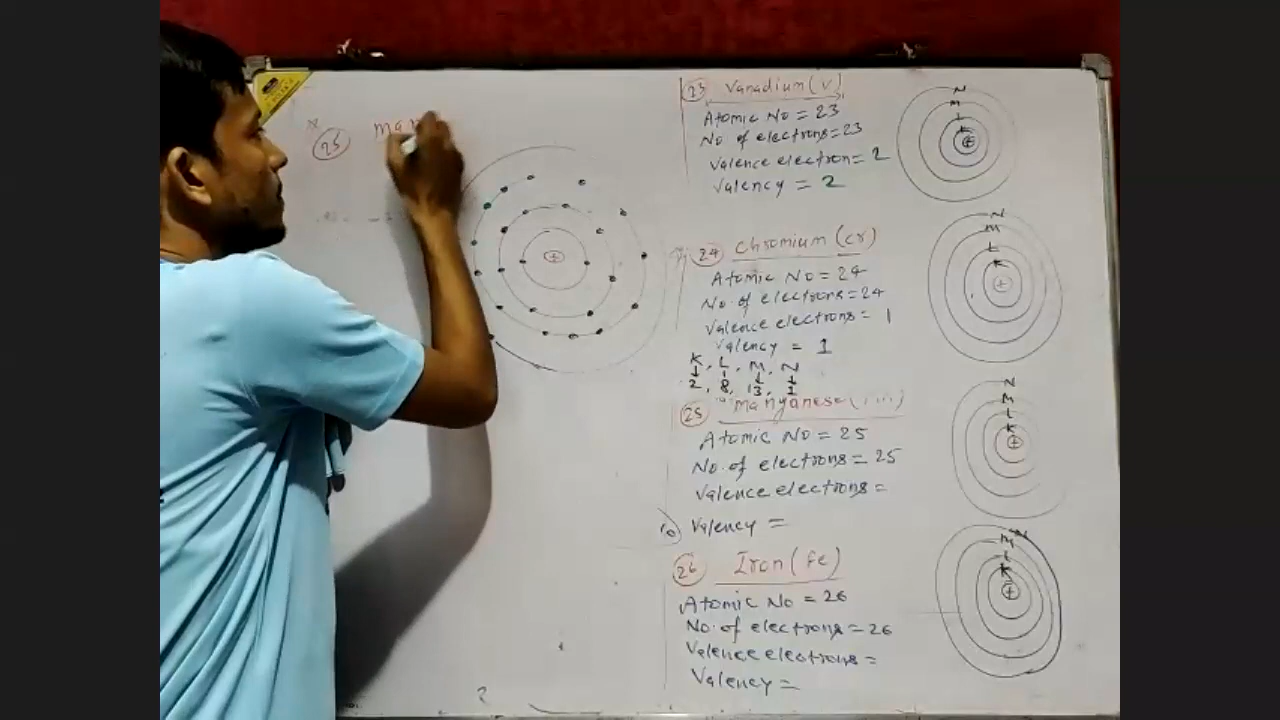 25
man
+
23 Vanadium (V)
Atomic No = 23
No of electrons = 23
Valence electron = 2
Valency = 2
N
M
L
K
+
24 Chromium (cr)
Atomic No = 24
No. of electrons = 24
Valence electrons = 1
Valency = 1
K, L, M, N
2, 8, 13, 1
N
M
L
K
+
25 Manganese
Atomic No = 25
No. of electrons = 25
Valence electrons =
Valency =
N
M
L
K
+
26 Iron (Fe)
Atomic No = 26
No. of electrons = 26
Valence electrons =
Valency =
N
M
L
K
+